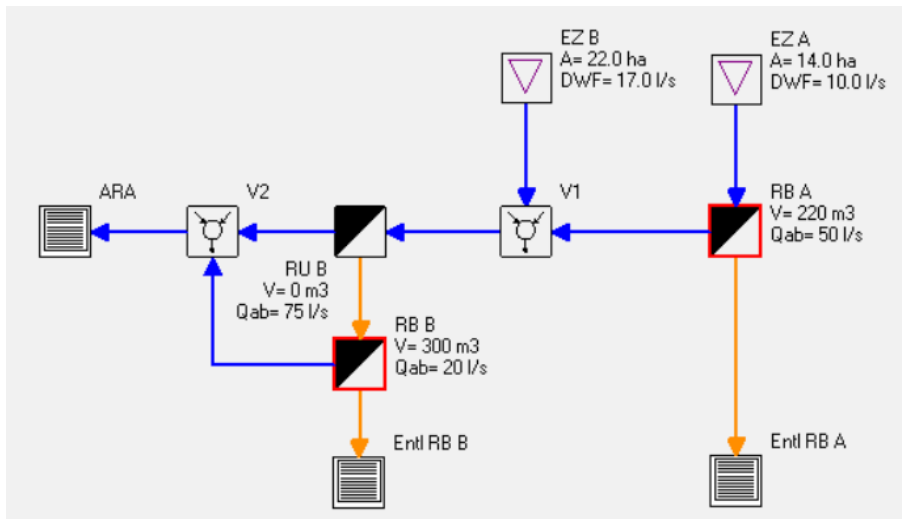 EZ B
A= 22.0 ha
DWF= 17.0 l/s
EZ A
A= 14.0 ha
DWF= 10.0 l/s
ARA
V2
V1
RB A
V= 220 m3
Qab= 50 l/s
RU B
V= 0 m3
Qab= 75 l/s
RB B
V= 300 m3
Qab= 20 l/s
Entl RB B
Entl RB A